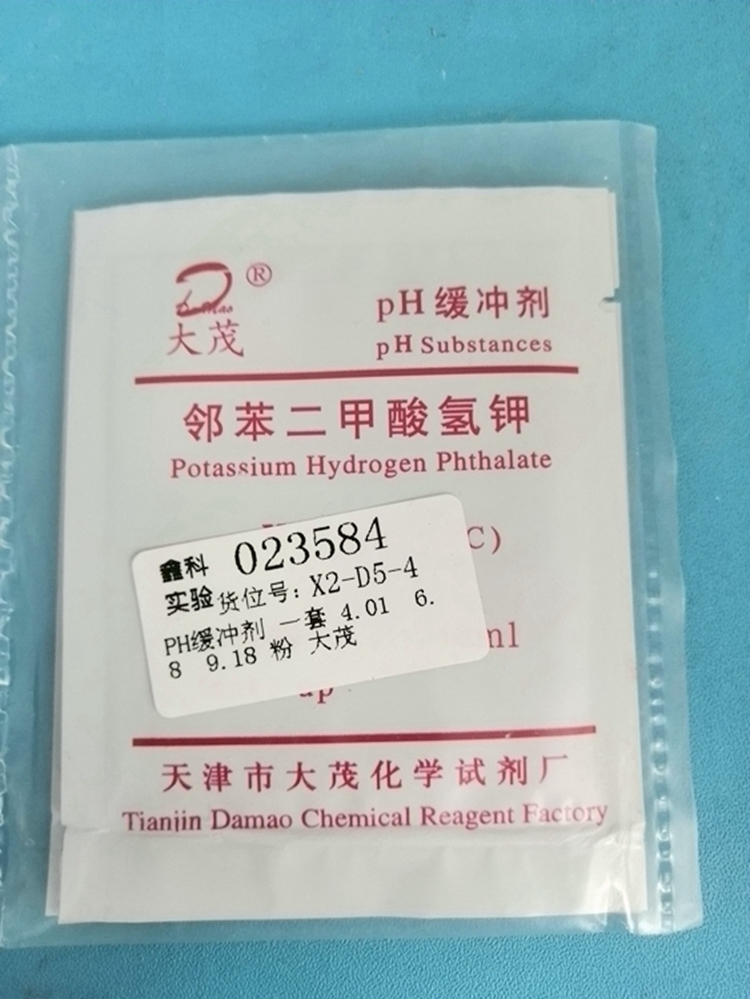 Damao
®
大茂
pH缓冲剂
pH Substances
邻苯二甲酸氢钾
Potassium Hydrogen Phthalate
C)
鑫科 023584
实验 货位号: X2-D5-4
PH缓冲剂 一套 4.01 6.
8 9.18 粉 大茂
ml
天津市大茂化学试剂厂
Tianjin Damao Chemical Reagent Factory